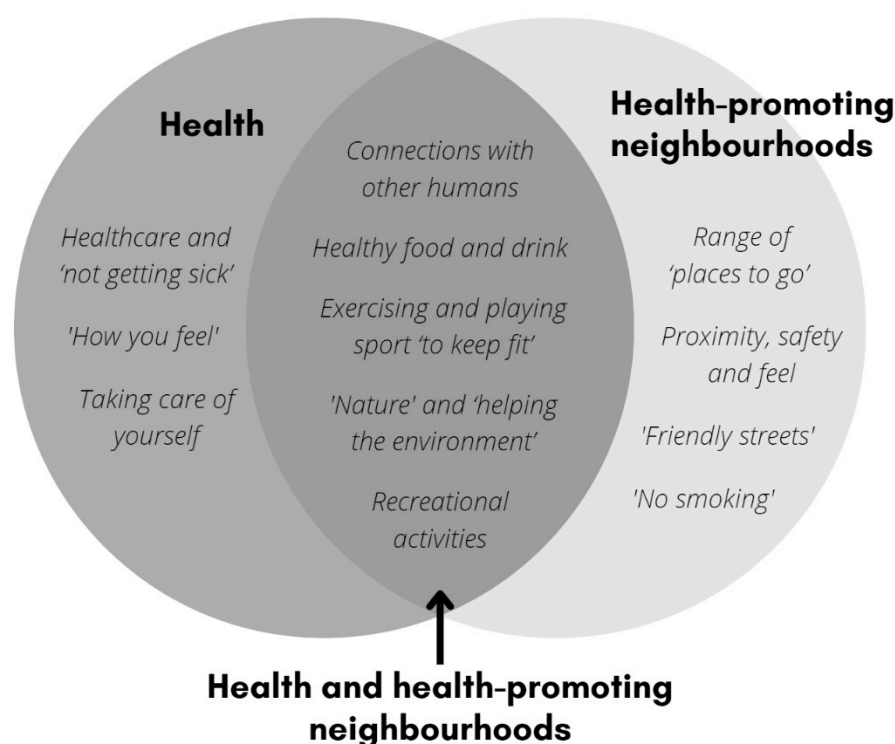 Health
Healthcare and
‘not getting sick’
'How you feel'
Taking care of
yourself
Connections with
other humans
Healthy food and drink
Exercising and playing
sport ‘to keep fit’
'Nature' and ‘helping
the environment’
Recreational
activities
Health-promoting
neighbourhoods
Range of
‘places to go’
Proximity, safety
and feel
'Friendly streets'
'No smoking'
Health and health-promoting
neighbourhoods